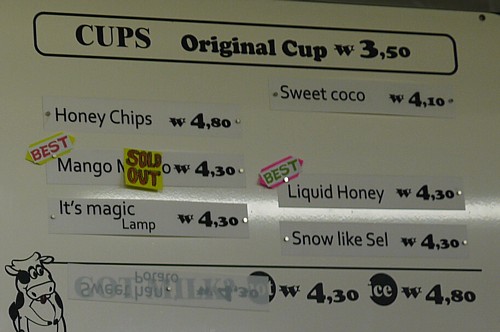 CUPS Original Cup ₩ 3,50
Sweet coco ₩ 4,10
Honey Chips ₩ 4,80
BEST
Mango ₩ 4,30
SOLD OUT
BEST
Liquid Honey ₩ 4,30
It's magic Lamp ₩ 4,30
Snow like Sel ₩ 4,30
Potato
Sweet
₩ 4,30
₩ 4,80